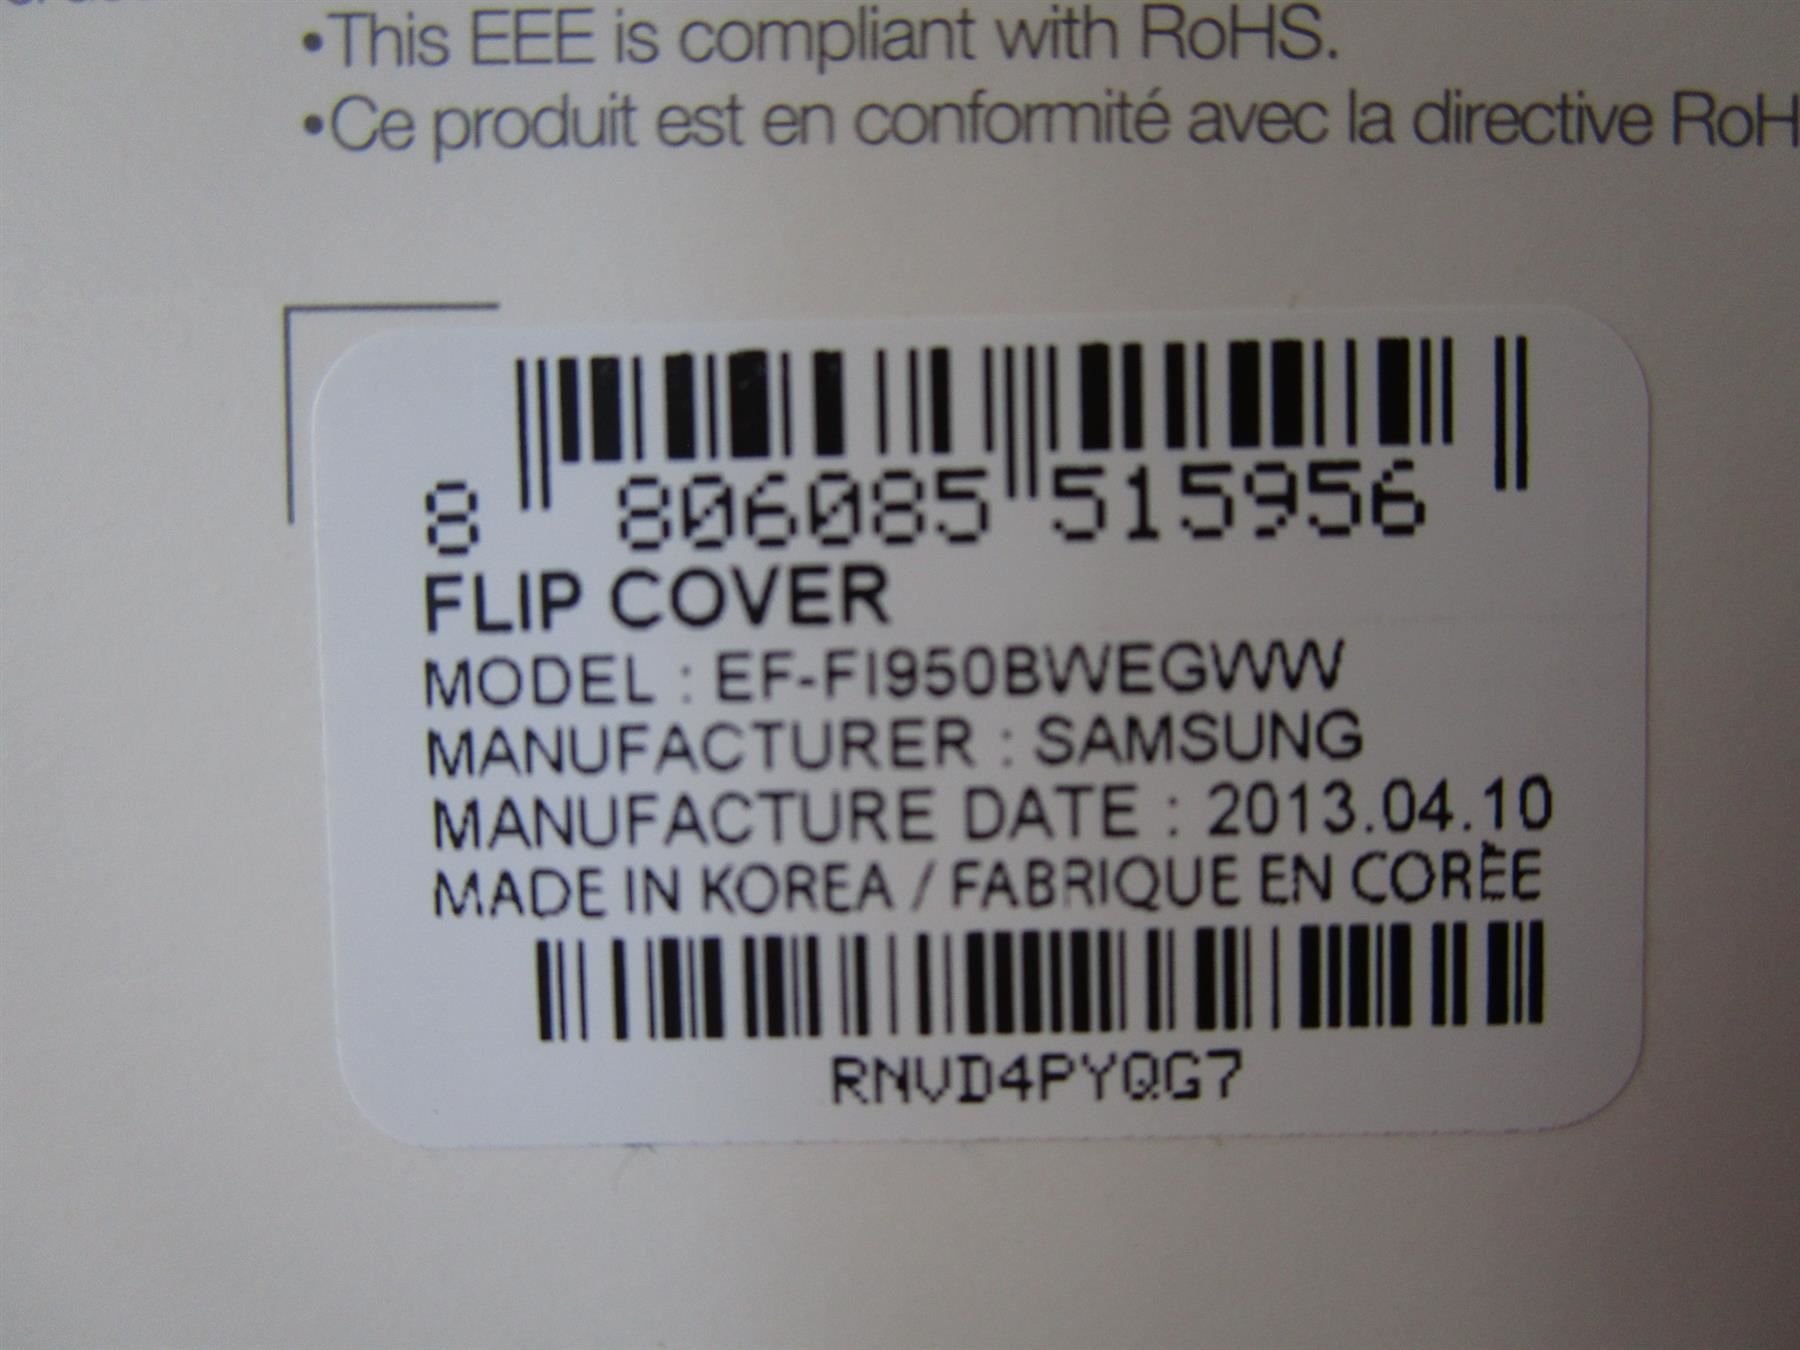 •This EEE is compliant with RoHS.
•Ce produit est en conformité avec la directive RoH
8 806085 515956
FLIP COVER
MODEL : EF-FI950BWEGWW
MANUFACTURER : SAMSUNG
MANUFACTURE DATE : 2013.04.10
MADE IN KOREA / FABRIQUE EN CORÉE
RNVD4PYQG7